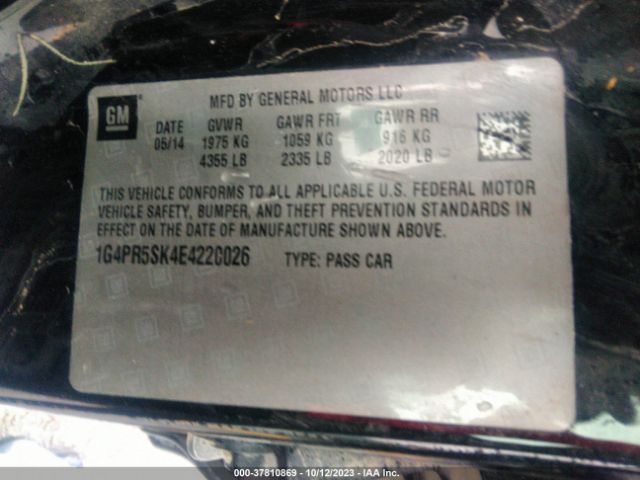 GM
MFD BY GENERAL MOTORS LLC
DATE GVWR GAWR FRT GAWR RR
05/14 1975 KG 1059 KG 916 KG
4355 LB 2335 LB 2020 LB
THIS VEHICLE CONFORMS TO ALL APPLICABLE U.S. FEDERAL MOTOR
VEHICLE SAFETY, BUMPER, AND THEFT PREVENTION STANDARDS IN
EFFECT ON THE DATE OF MANUFACTURE SHOWN ABOVE.
1G4PR5SK4E4220026 TYPE: PASS CAR
000-37810869 - 10/12/2023 - IAA Inc.